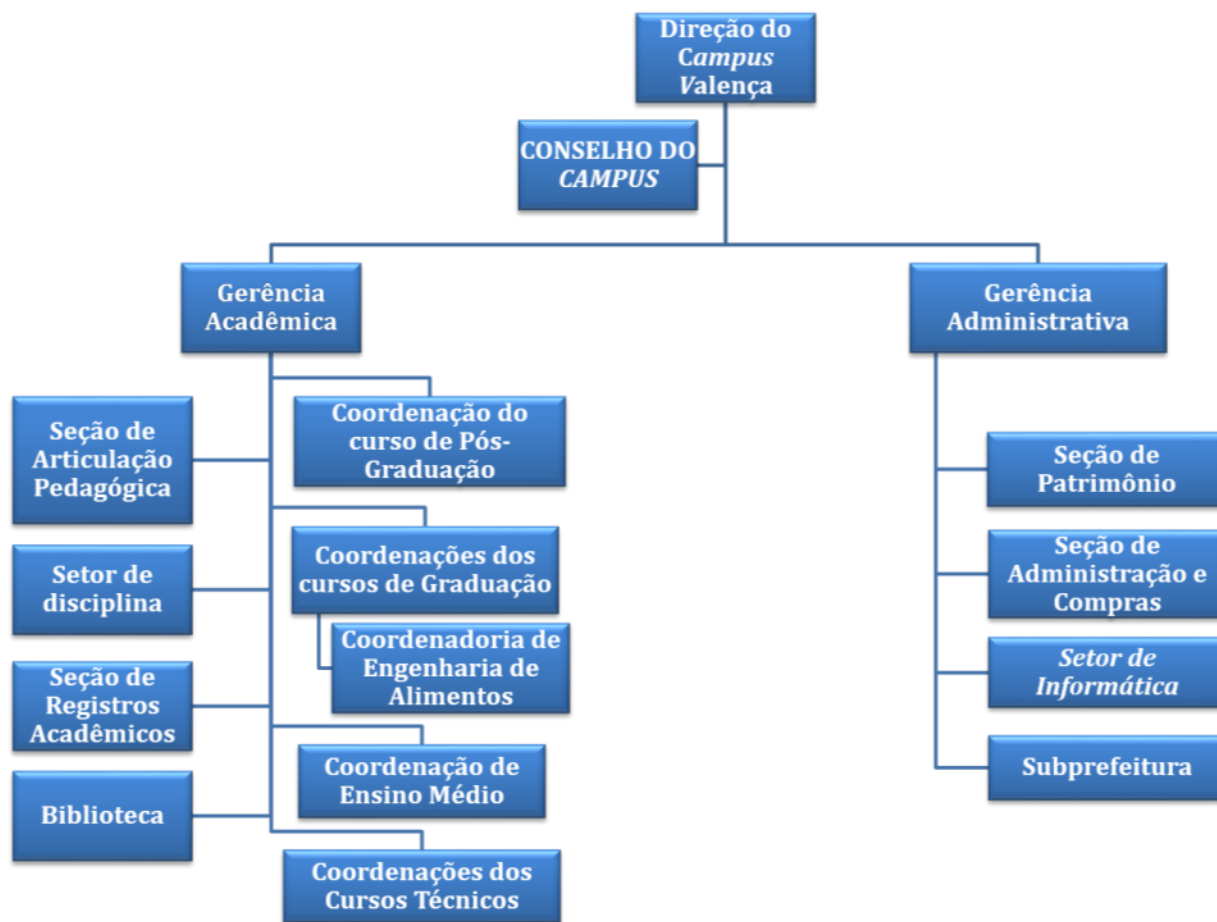 Direção do
Campus
Valença
CONSELHO DO
CAMPUS
Gerência
Acadêmica
Gerência
Administrativa
Seção de
Articulação
Pedagógica
Setor de
disciplina
Seção de
Registros
Acadêmicos
Biblioteca
Coordenação do
curso de Pós-
Graduação
Coordenações dos
cursos de Graduação
Coordenadoria de
Engenharia de
Alimentos
Coordenação de
Ensino Médio
Coordenações dos
Cursos Técnicos
Seção de
Patrimônio
Seção de
Administração e
Compras
Setor de
Informática
Subprefeitura